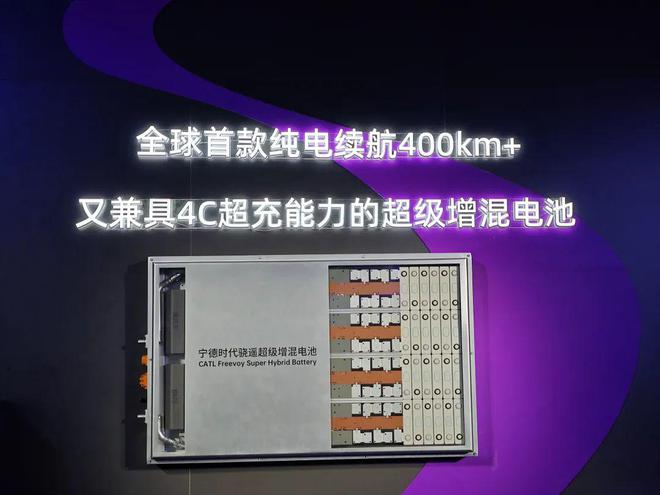 全球首款纯电续航400km+
又兼具4C超充能力的超级增混电池
宁德时代骁遥超级增混电池
CATL Freevoy Super Hybrid Battery